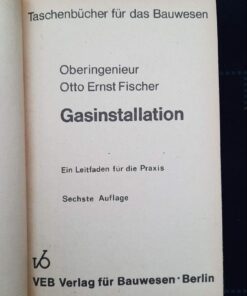 Taschenbücher für das Bauwesen
Oberingenieur
Otto Ernst Fischer
Gasinstallation
Ein Leitfaden für die Praxis
Sechste Auflage
VEB Verlag für Bauwesen · Berlin